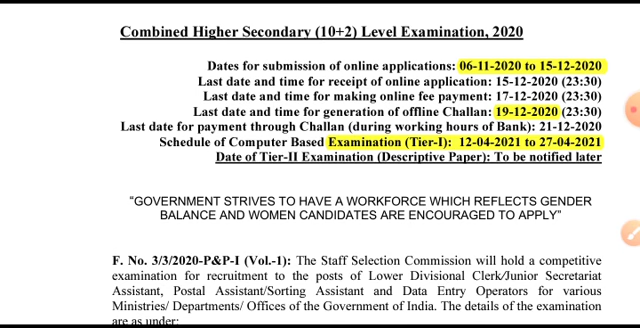 Combined Higher Secondary (10+2) Level Examination, 2020
Dates for submission of online applications: 06-11-2020 to 15-12-2020
Last date and time for receipt of online application: 15-12-2020 (23:30)
Last date and time for making online fee payment: 17-12-2020 (23:30)
Last date and time for generation of offline Challan: 19-12-2020 (23:30)
Last date for payment through Challan (during working hours of Bank): 21-12-2020
Schedule of Computer Based Examination (Tier-I): 12-04-2021 to 27-04-2021
Date of Tier-II Examination (Descriptive Paper): To be notified later
“GOVERNMENT STRIVES TO HAVE A WORKFORCE WHICH REFLECTS GENDER
BALANCE AND WOMEN CANDIDATES ARE ENCOURAGED TO APPLY”
F. No. 3/3/2020-P&P-I (Vol.-1): The Staff Selection Commission will hold a competitive
examination for recruitment to the posts of Lower Divisional Clerk/Junior Secretariat
Assistant, Postal Assistant/Sorting Assistant and Data Entry Operators for various
Ministries/ Departments/ Offices of the Government of India. The details of the examination
are as under: